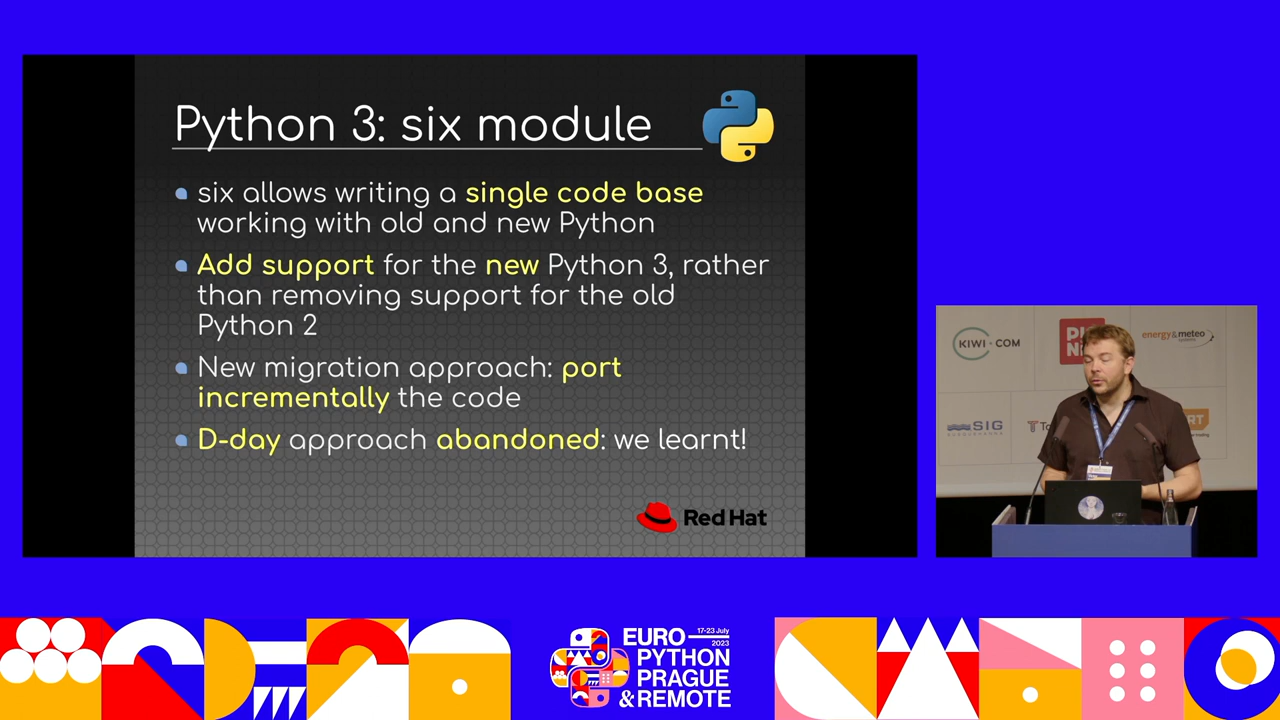 Python 3: six module
six allows writing a single code base
working with old and new Python
Add support for the new Python 3, rather
than removing support for the old
Python 2
New migration approach: port
incrementally the code
D-day approach abandoned: we learnt!
Red Hat
KIWI.COM
energy & meteo
systems
SIG
EURO 17-23 July
2023
PYTHON
PRAGUE
& REMOTE